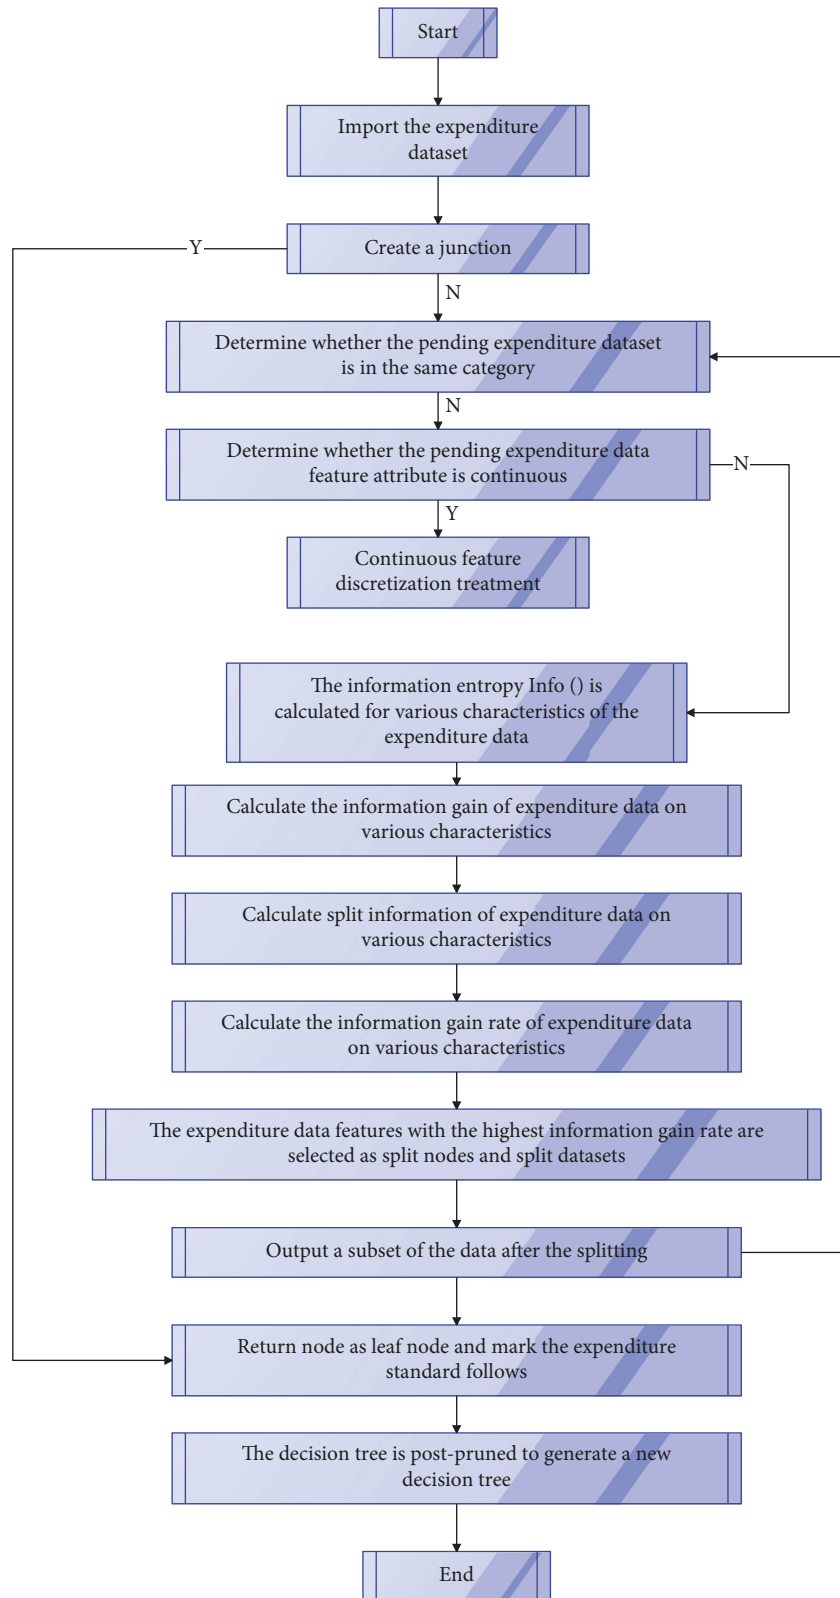 Start
Import the expenditure
dataset
Create a junction
Y
N
Determine whether the pending expenditure dataset
is in the same category
N
Determine whether the pending expenditure data
feature attribute is continuous
N
Y
Continuous feature
discretization treatment
The information entropy Info () is
calculated for various characteristics of the
expenditure data
Calculate the information gain of expenditure data on
various characteristics
Calculate split information of expenditure data on
various characteristics
Calculate the information gain rate of expenditure data
on various characteristics
The expenditure data features with the highest information gain rate are
selected as split nodes and split datasets
Output a subset of the data after the splitting
Return node as leaf node and mark the expenditure
standard follows
The decision tree is post-pruned to generate a new
decision tree
End